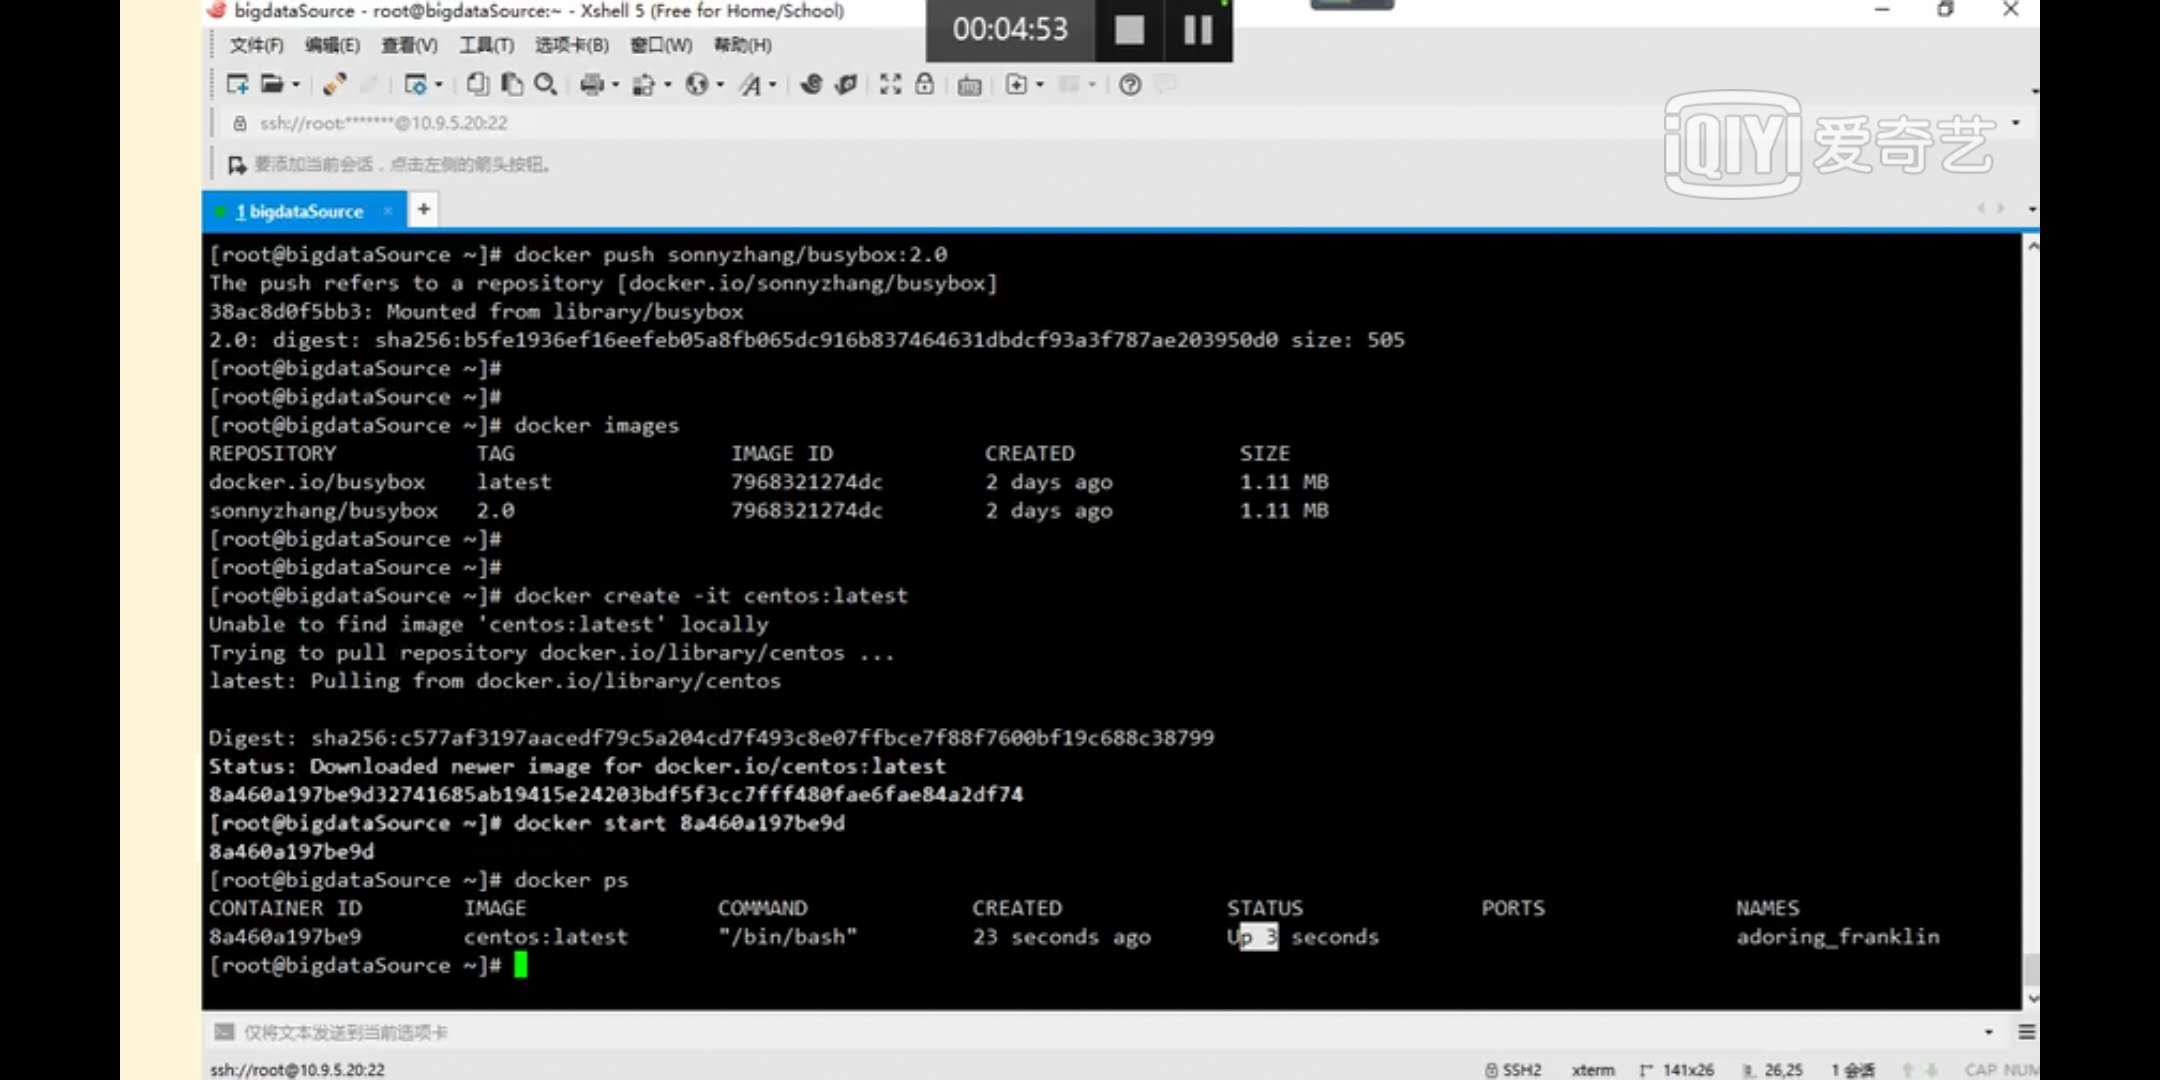 bigdataSource - root@bigdataSource:~ - Xshell 5 (Free for Home/School)
00:04:53
文件(F) 编辑(E) 查看(V) 工具(T) 选项卡(B) 窗口(W) 帮助(H)
ssh://root:*******@10.9.5.20:22
iQIYI 爱奇艺
要添加当前会话，点击左侧的箭头按钮。
1 bigdataSource × +
[root@bigdataSource ~]# docker push sonnyzhang/busybox:2.0
The push refers to a repository [docker.io/sonnyzhang/busybox]
38ac8d0f5bb3: Mounted from library/busybox
2.0: digest: sha256:b5fe1936ef16eefeb05a8fb065dc916b837464631dbdcf93a3f787ae203950d0 size: 505
[root@bigdataSource ~]#
[root@bigdataSource ~]#
[root@bigdataSource ~]# docker images
REPOSITORY TAG IMAGE ID CREATED SIZE
docker.io/busybox latest 7968321274dc 2 days ago 1.11 MB
sonnyzhang/busybox 2.0 7968321274dc 2 days ago 1.11 MB
[root@bigdataSource ~]#
[root@bigdataSource ~]#
[root@bigdataSource ~]# docker create -it centos:latest
Unable to find image 'centos:latest' locally
Trying to pull repository docker.io/library/centos ...
latest: Pulling from docker.io/library/centos
Digest: sha256:c577af3197aacedf79c5a204cd7f493c8e07ffbce7f88f7600bf19c688c38799
Status: Downloaded newer image for docker.io/centos:latest
8a460a197be9d32741685ab19415e24203bdf5f3cc7fff480fae6fae84a2df74
[root@bigdataSource ~]# docker start 8a460a197be9d
8a460a197be9d
[root@bigdataSource ~]# docker ps
CONTAINER ID IMAGE COMMAND CREATED STATUS PORTS NAMES
8a460a197be9 centos:latest "/bin/bash" 23 seconds ago Up 3 seconds adoring_franklin
[root@bigdataSource ~]#
仅将文本发送到当前选项卡
ssh://root@10.9.5.20:22 SSH2 xterm 141x26 26,25 1 会话 CAP NUM